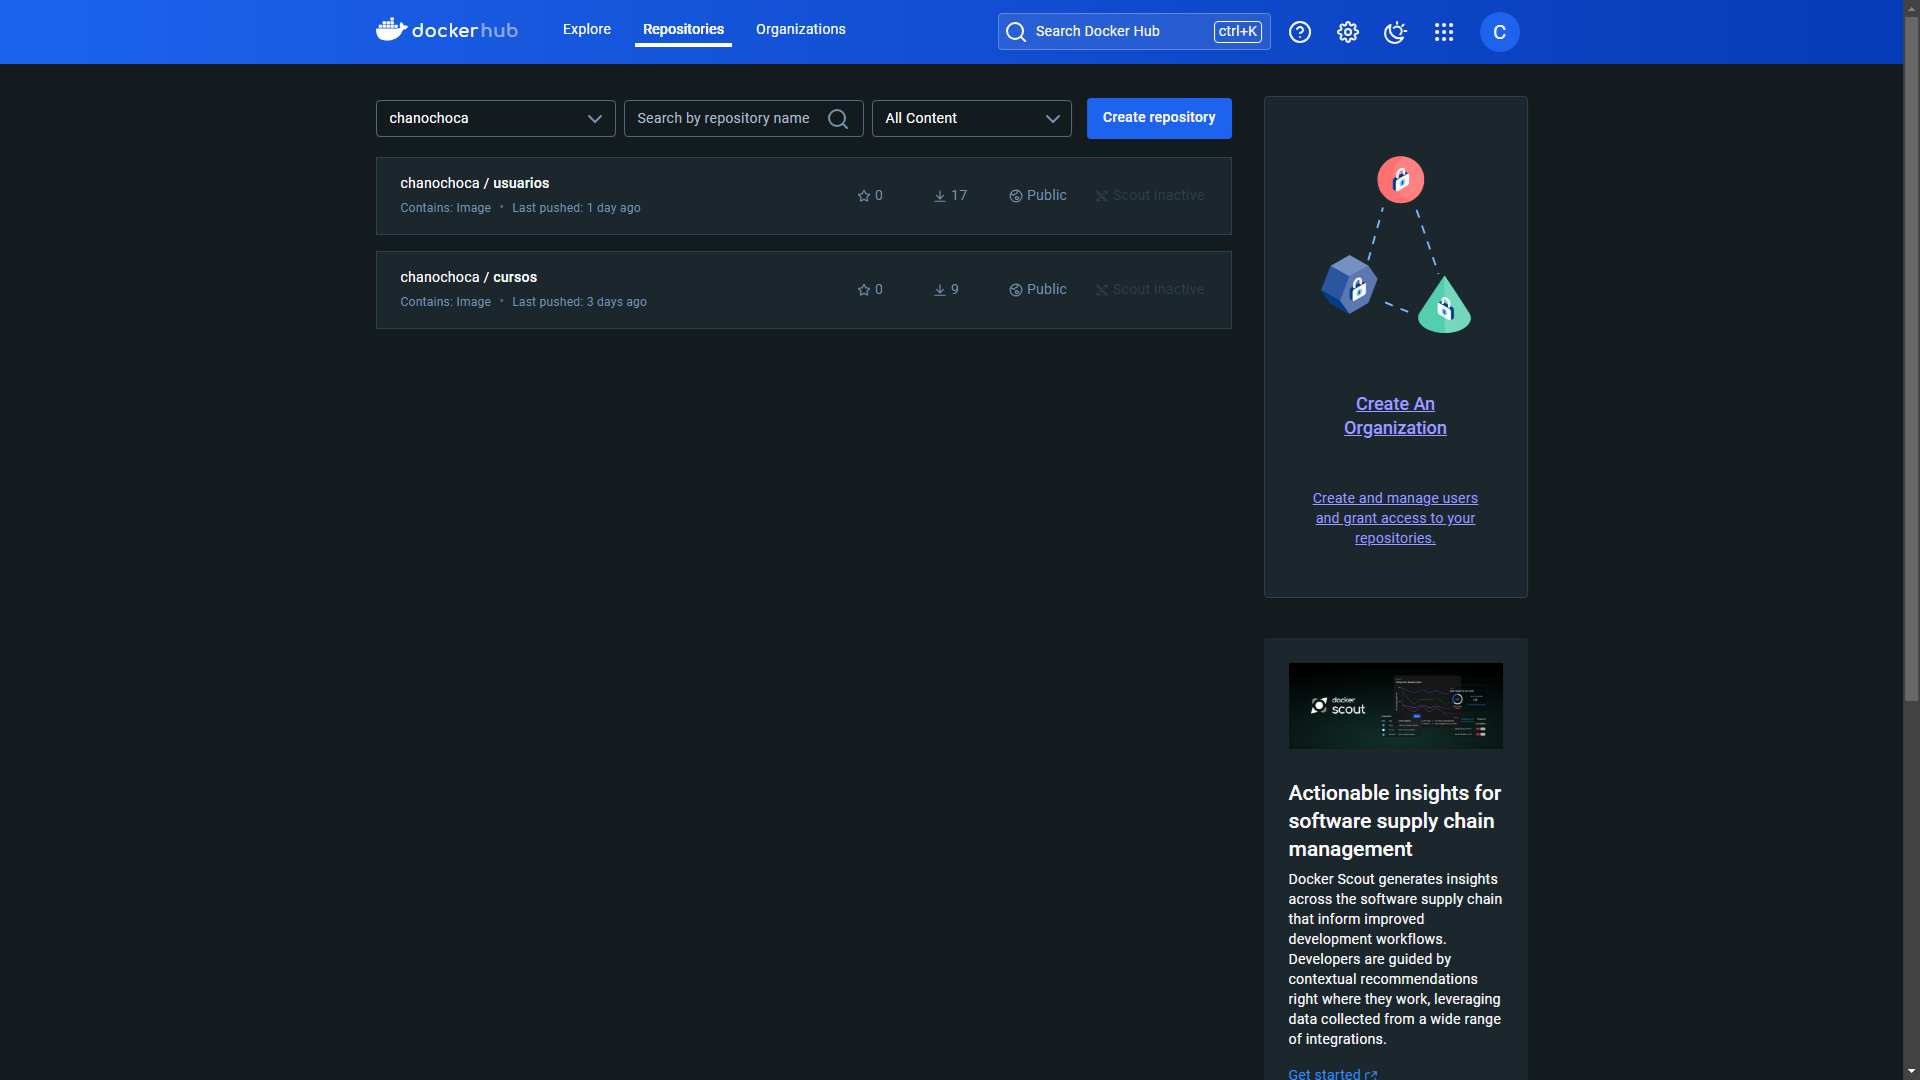 dockerhub
Explore
Repositories
Organizations
Search Docker Hub
ctrl+K
C
chanochoca
Search by repository name
All Content
Create repository
chanochoca / usuarios
Contains: Image • Last pushed: 1 day ago
0
17
Public
Scout inactive
chanochoca / cursos
Contains: Image • Last pushed: 3 days ago
0
9
Public
Scout inactive
Create An
Organization
Create and manage users
and grant access to your
repositories.
docker
scout
Actionable insights for
software supply chain
management
Docker Scout generates insights
across the software supply chain
that inform improved
development workflows.
Developers are guided by
contextual recommendations
right where they work, leveraging
data collected from a wide range
of integrations.
Get started